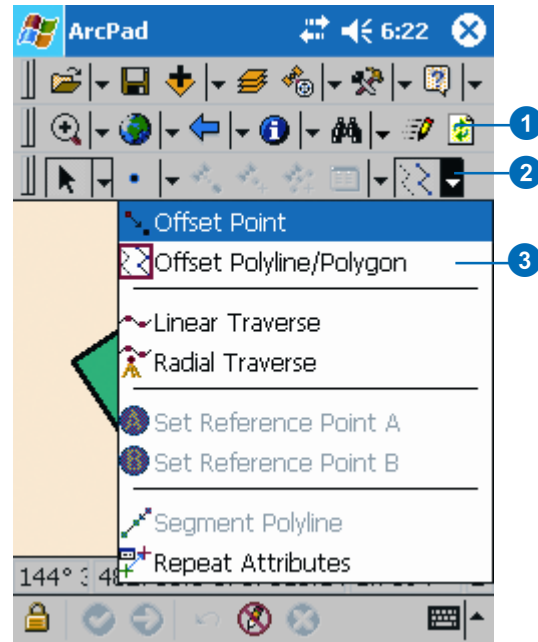 ArcPad 6:22
1
2
Offset Point
Offset Polyline/Polygon
3
Linear Traverse
Radial Traverse
Set Reference Point A
Set Reference Point B
Segment Polyline
Repeat Attributes
144°